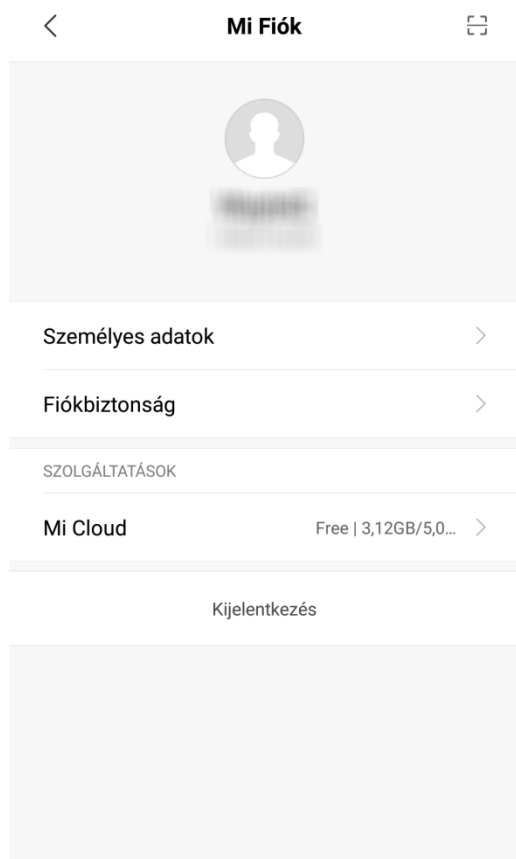 Mi Fiók
Személyes adatok
Fiókbiztonság
SZOLGÁLTATÁSOK
Mi Cloud Free | 3,12GB/5,0...
Kijelentkezés